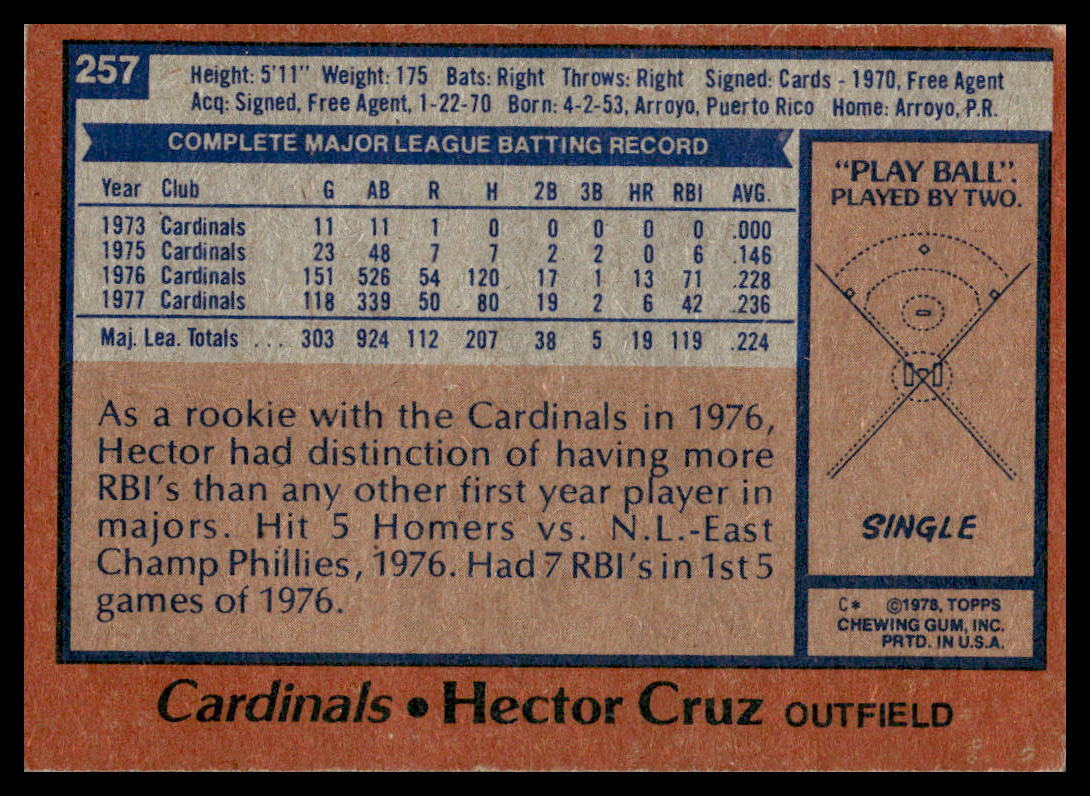 257
Height: 5'11" Weight: 175 Bats: Right Throws: Right Signed: Cards - 1970, Free Agent
Acq: Signed, Free Agent, 1-22-70 Born: 4-2-53, Arroyo, Puerto Rico Home: Arroyo, P.R.
COMPLETE MAJOR LEAGUE BATTING RECORD
Year Club G AB R H 2B 3B HR RBI AVG.
1973 Cardinals 11 11 1 0 0 0 0 0 .000
1975 Cardinals 23 48 7 7 2 2 0 6 .146
1976 Cardinals 151 526 54 120 17 1 13 71 .228
1977 Cardinals 118 339 50 80 19 2 6 42 .236
Maj. Lea. Totals . . . 303 924 112 207 38 5 19 119 .224
As a rookie with the Cardinals in 1976,
Hector had distinction of having more
RBI's than any other first year player in
majors. Hit 5 Homers vs. N.L.-East
Champ Phillies, 1976. Had 7 RBI's in 1st 5
games of 1976.
"PLAY BALL".
PLAYED BY TWO.
SINGLE
C* ©1978, TOPPS
CHEWING GUM, INC.
PRTD. IN U.S.A.
Cardinals • Hector Cruz OUTFIELD